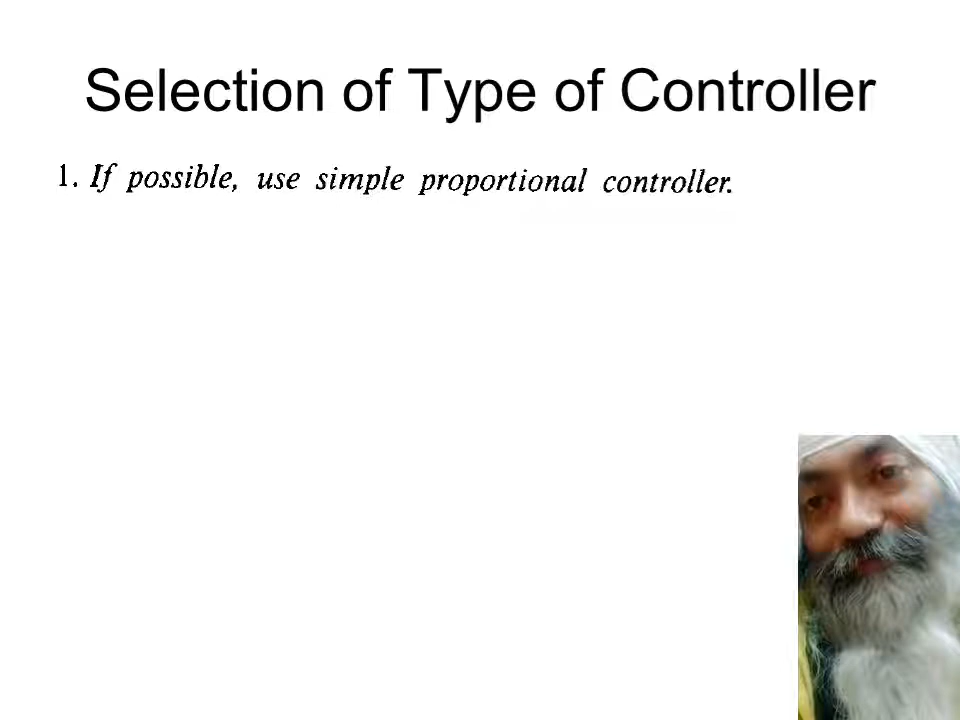 Selection of Type of Controller
1. If possible, use simple proportional controller.